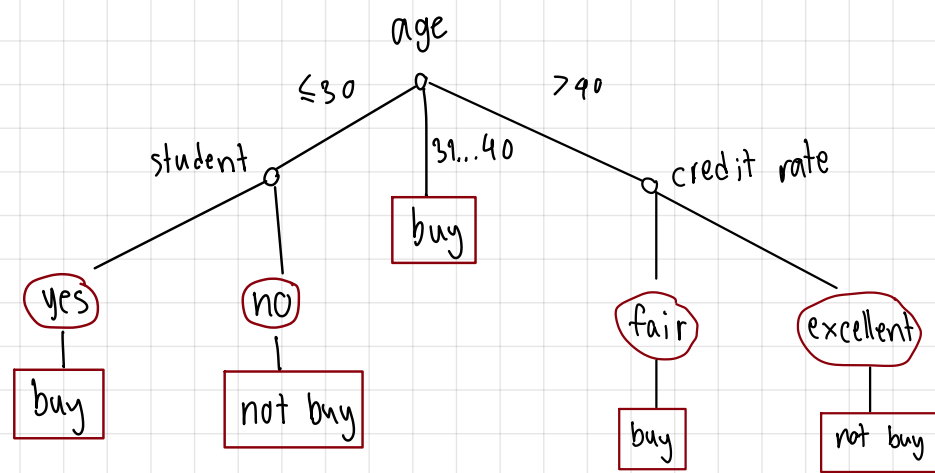 age
≤30
>40
student
31...40
credit rate
buy
yes
no
fair
excellent
buy
not buy
buy
not buy